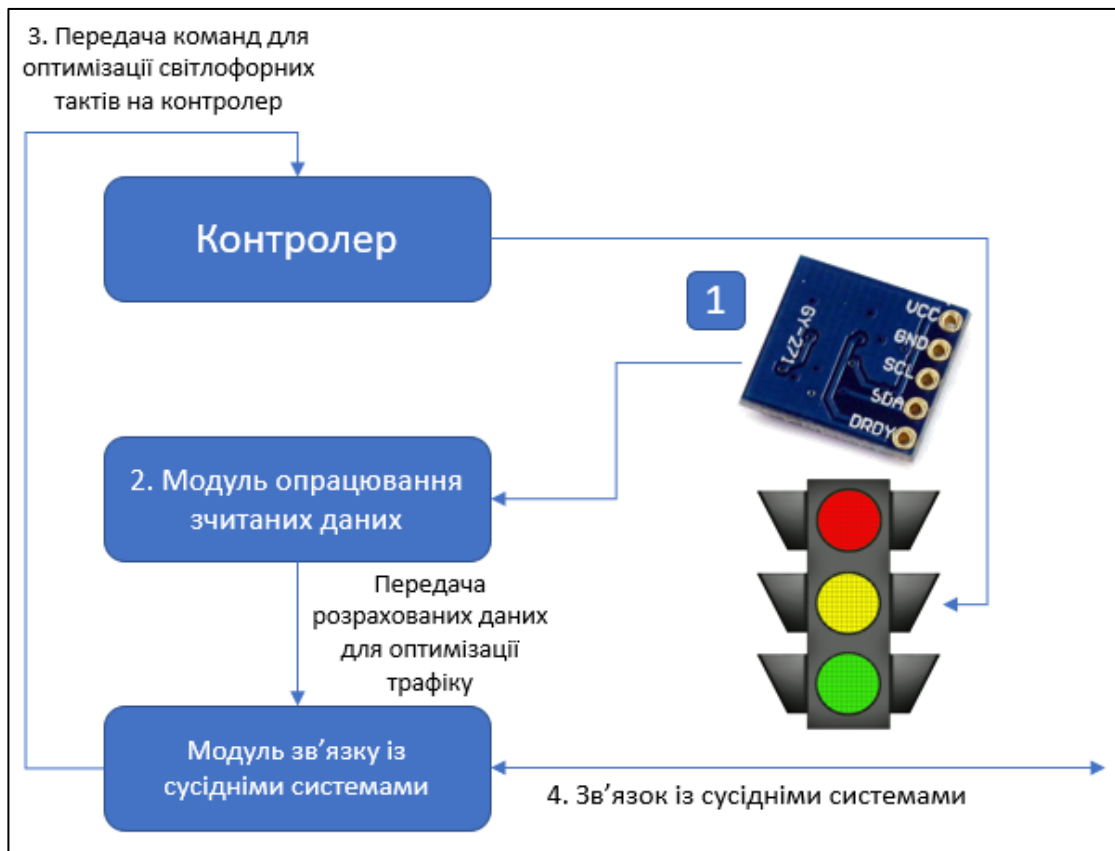 3. Передача команд для
оптимізації світлофорних
тактів на контролер
Контролер
1
VCC
GND
SCL
SDA
DRDY
GY-271
2. Модуль опрацювання
зчитаних даних
Передача
розрахованих даних
для оптимізації
трафіку
Модуль зв’язку із
сусідніми системами
4. Зв’язок із сусідніми системами